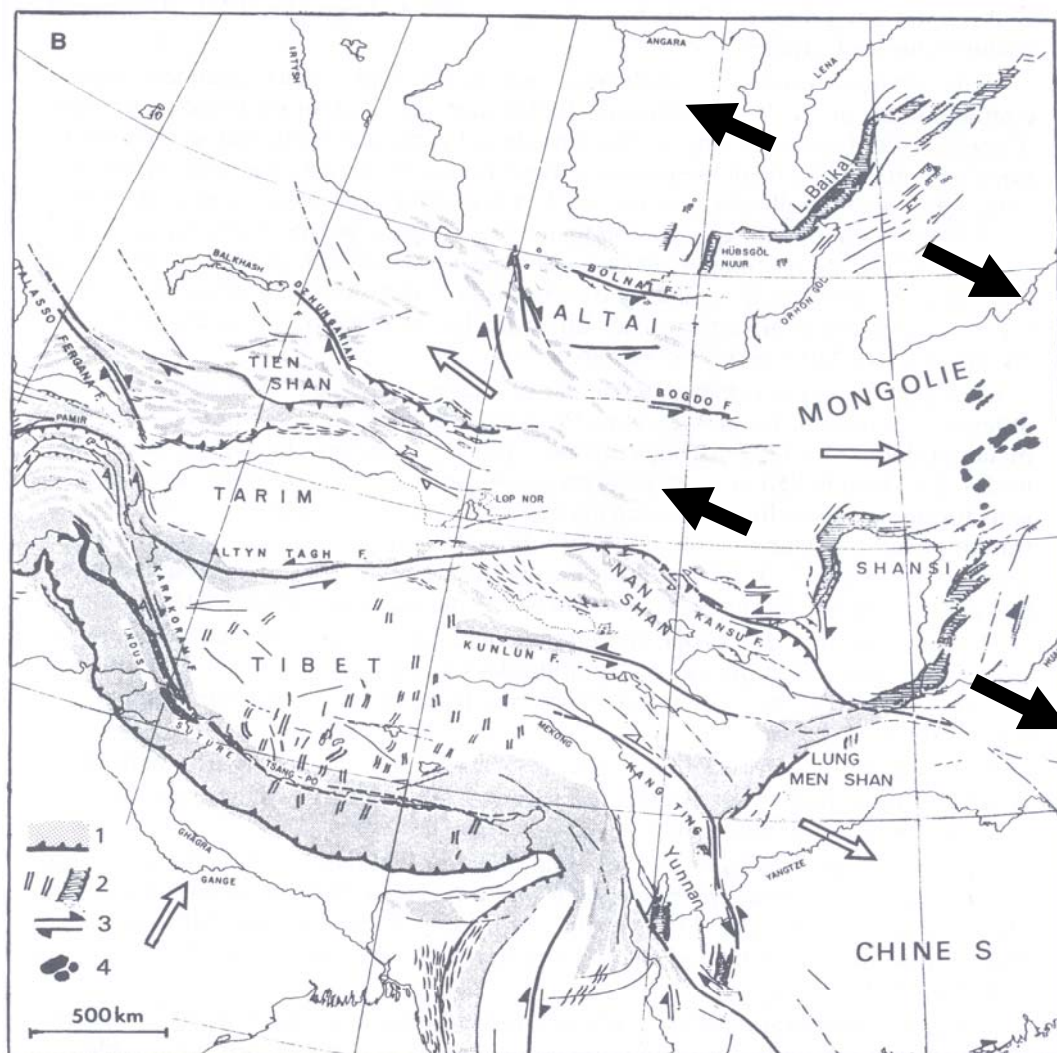 B
IRTYSH
ANGARA
LENA
L. Baikal
HÜBSGÖL
NUUR
BALKHASH
BOLNAI F.
ORHON GOL
DZHUNGARIAN
F.
ALTAI
TALASSO FERGANA F.
TIEN
SHAN
BOGDO F.
MONGOLIE
PAMIR
TARIM
LOP NOR
ALTYN TAGH F.
NAN
SHAN
SHANSI
KANSU F.
KARAKORAM F.
INDUS
TIBET
KUNLUN F.
SUTURE
TSANG-PO
MEKONG
KANG TING F.
LUNG
MEN SHAN
GHAGRA
GANGE
Yunnan
YANGTZE
CHINE S
1
2
3
4
500 km